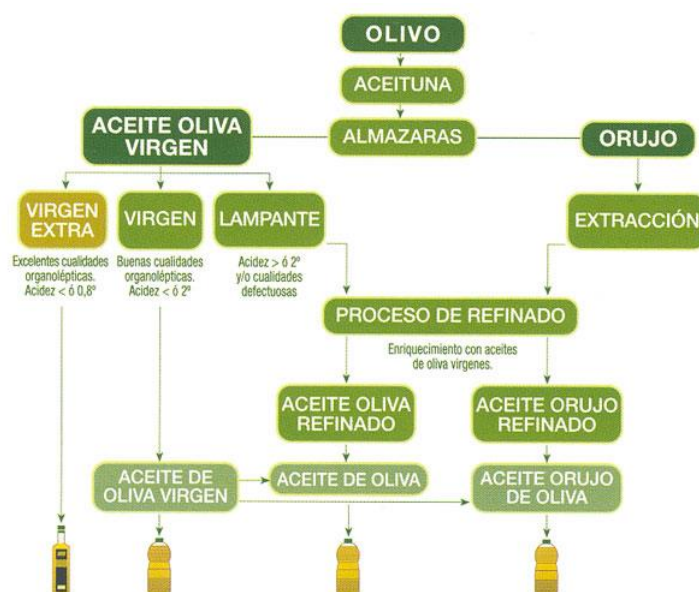 OLIVO
ACEITUNA
ACEITE OLIVA
VIRGEN
ALMAZARAS
ORUJO
VIRGEN
EXTRA
VIRGEN
LAMPANTE
EXTRACCIÓN
Excelentes cualidades
organolépticas.
Acidez < ó 0,8º
Buenas cualidades
organolépticas.
Acidez < ó 2º
Acidez > ó 2º
y/o cualidades
defectuosas
PROCESO DE REFINADO
Enriquecimiento con aceites
de oliva virgenes.
ACEITE OLIVA
REFINADO
ACEITE ORUJO
REFINADO
ACEITE DE
OLIVA VIRGEN
ACEITE DE OLIVA
ACEITE ORUJO
DE OLIVA